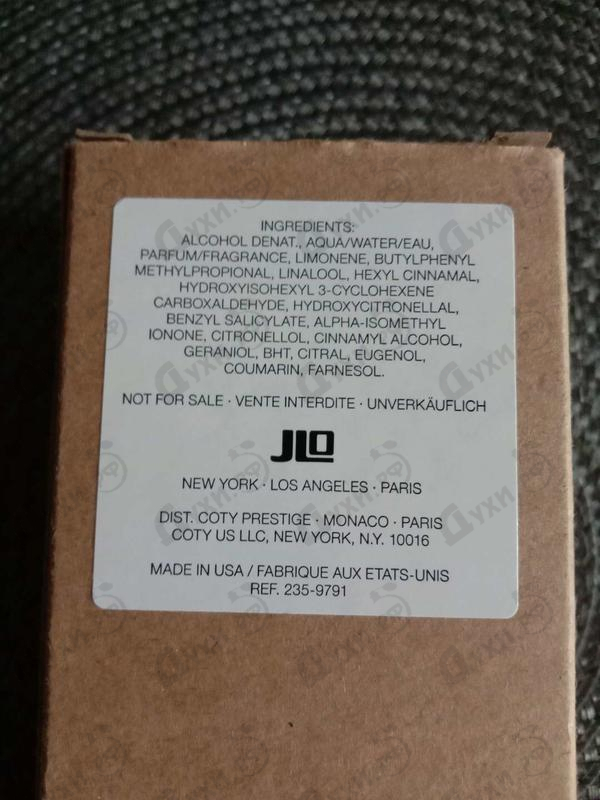 INGREDIENTS:
ALCOHOL DENAT., AQUA/WATER/EAU,
PARFUM/FRAGRANCE, LIMONENE, BUTYLPHENYL
METHYLPROPIONAL, LINALOOL, HEXYL CINNAMAL,
HYDROXYISOHEXYL 3-CYCLOHEXENE
CARBOXALDEHYDE, HYDROXYCITRONELLAL,
BENZYL SALICYLATE, ALPHA-ISOMETHYL
IONONE, CITRONELLOL, CINNAMYL ALCOHOL,
GERANIOL, BHT, CITRAL, EUGENOL,
COUMARIN, FARNESOL.
NOT FOR SALE · VENTE INTERDITE · UNVERKÄUFLICH
JLO
NEW YORK · LOS ANGELES · PARIS
DIST. COTY PRESTIGE · MONACO · PARIS
COTY US LLC, NEW YORK, N.Y. 10016
MADE IN USA / FABRIQUE AUX ETATS-UNIS
REF. 235-9791
Духи.рф